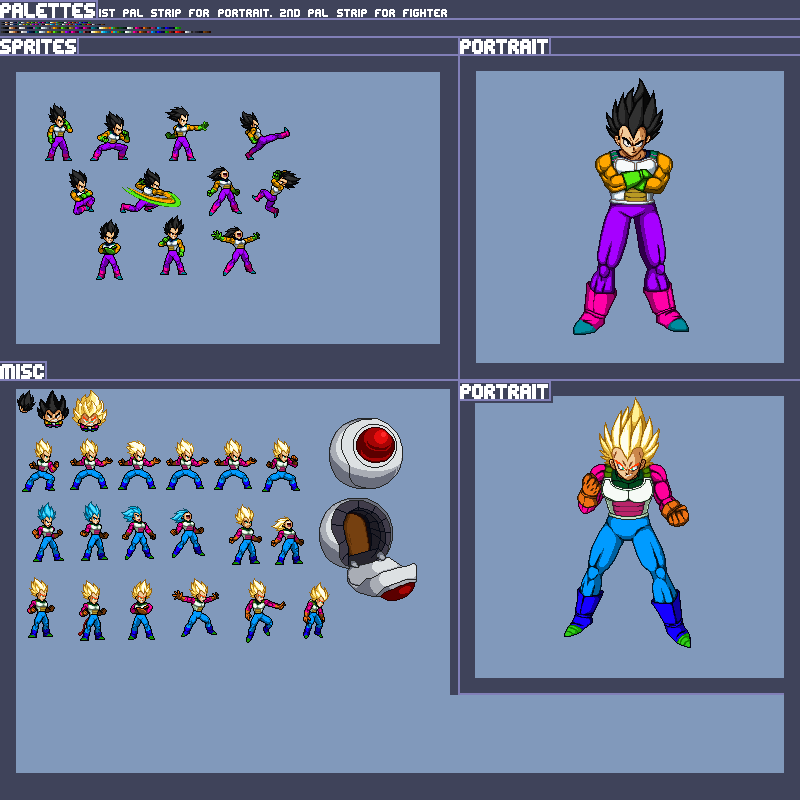 PALETTES 1ST PAL STRIP FOR PORTRAIT. 2ND PAL STRIP FOR FIGHTER
SPRITES
PORTRAIT
MISC
PORTRAIT